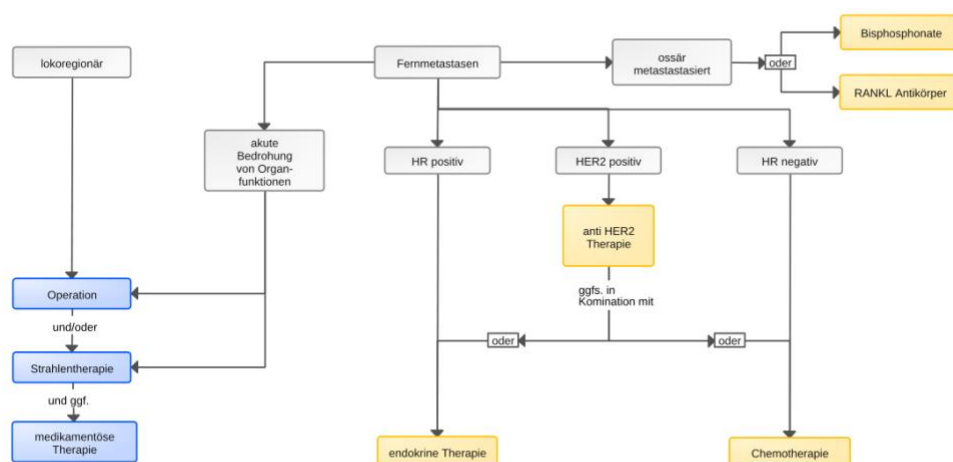 Bisphosphonate
lokoregionär
Fernmetastasen
ossär
metastastasiert
oder
RANKL Antikörper
akute
Bedrohung
von Organ-
funktionen
HR positiv
HER2 positiv
HR negativ
anti HER2
Therapie
Operation
ggfs. in
Komination mit
und/oder
oder
oder
Strahlentherapie
und ggf.
medikamentöse
Therapie
endokrine Therapie
Chemotherapie